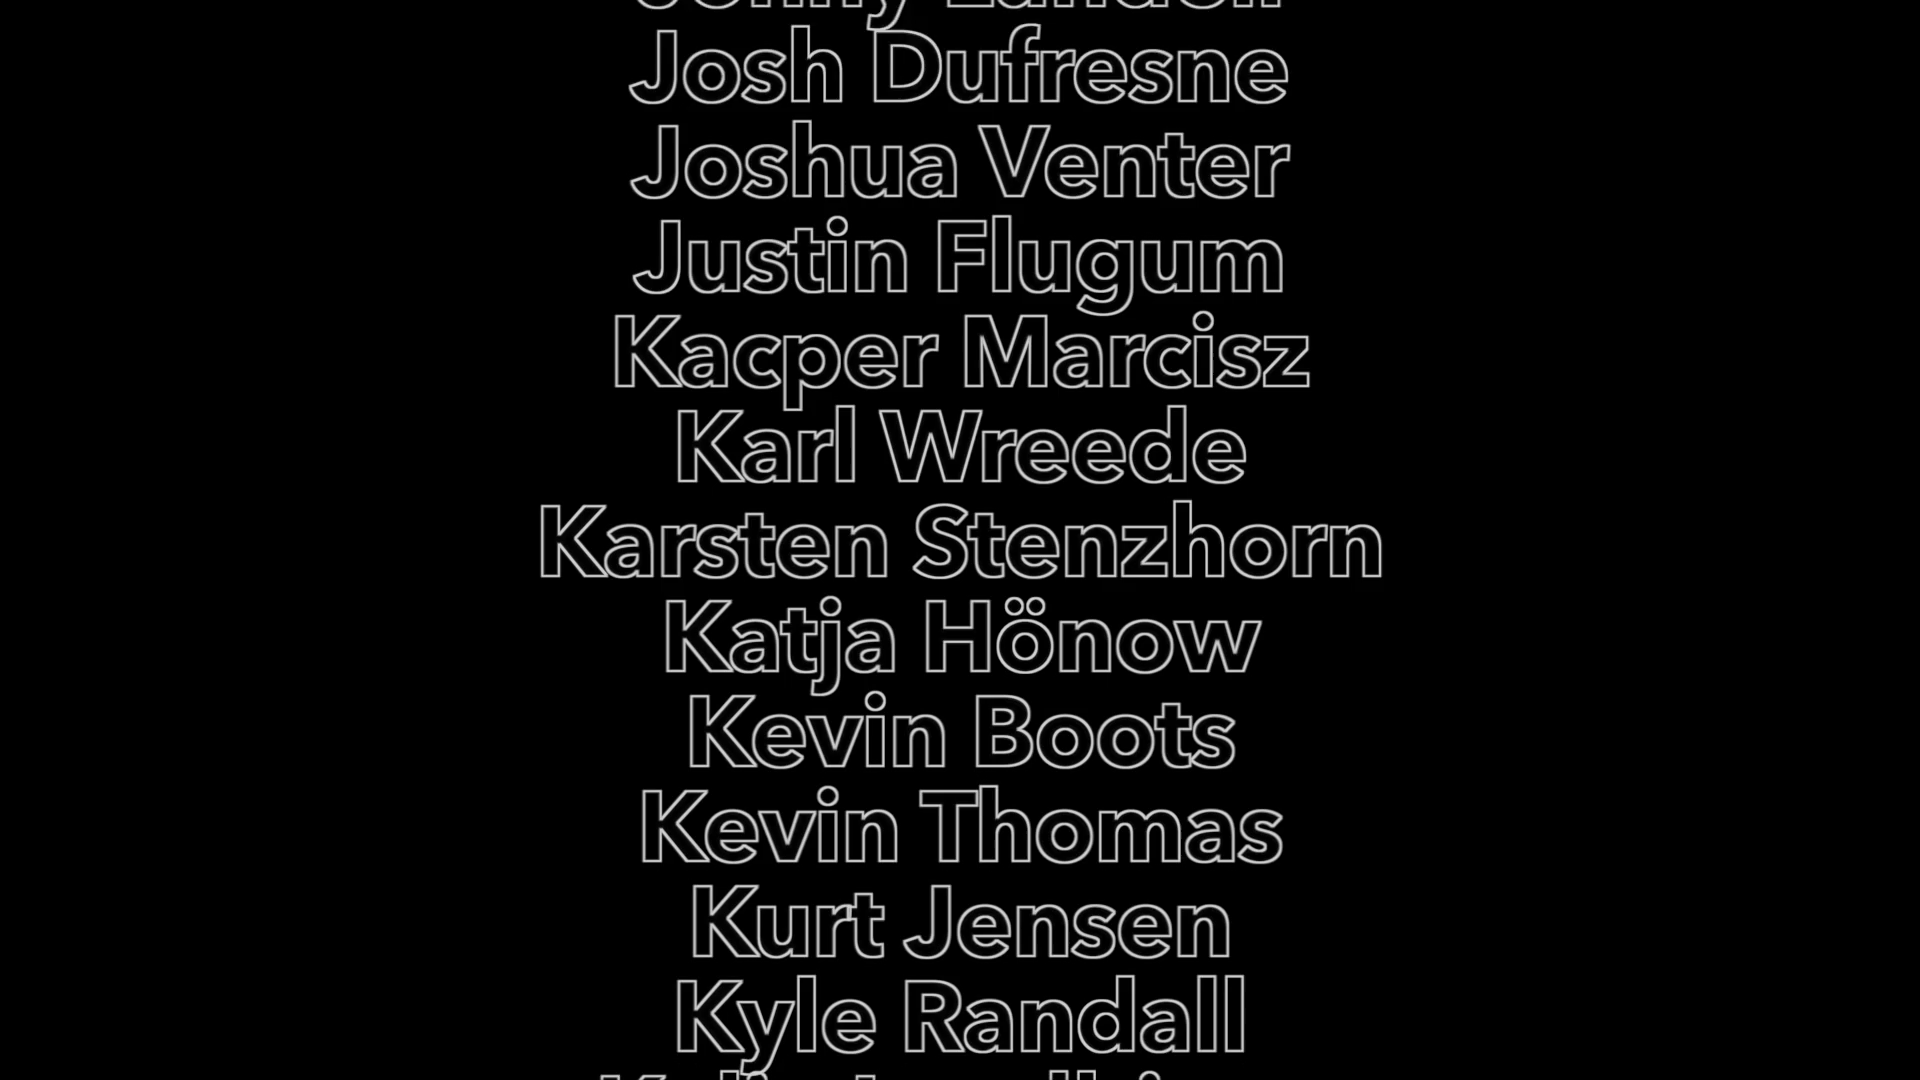 Josh Dufresne
Joshua Venter
Justin Flugum
Kacper Marcisz
Karl Wreede
Karsten Stenzhorn
Katja Hönow
Kevin Boots
Kevin Thomas
Kurt Jensen
Kyle Randall